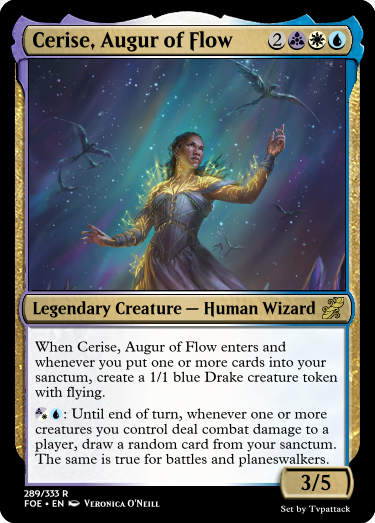 Cerise, Augur of Flow 2
Legendary Creature — Human Wizard
When Cerise, Augur of Flow enters and
whenever you put one or more cards into your
sanctum, create a 1/1 blue Drake creature token
with flying.
: Until end of turn, whenever one or more
creatures you control deal combat damage to a
player, draw a random card from your sanctum.
The same is true for battles and planeswalkers.
3/5
289/333 R
FOE • EN Veronica O'Neill
Set by Tvpattack